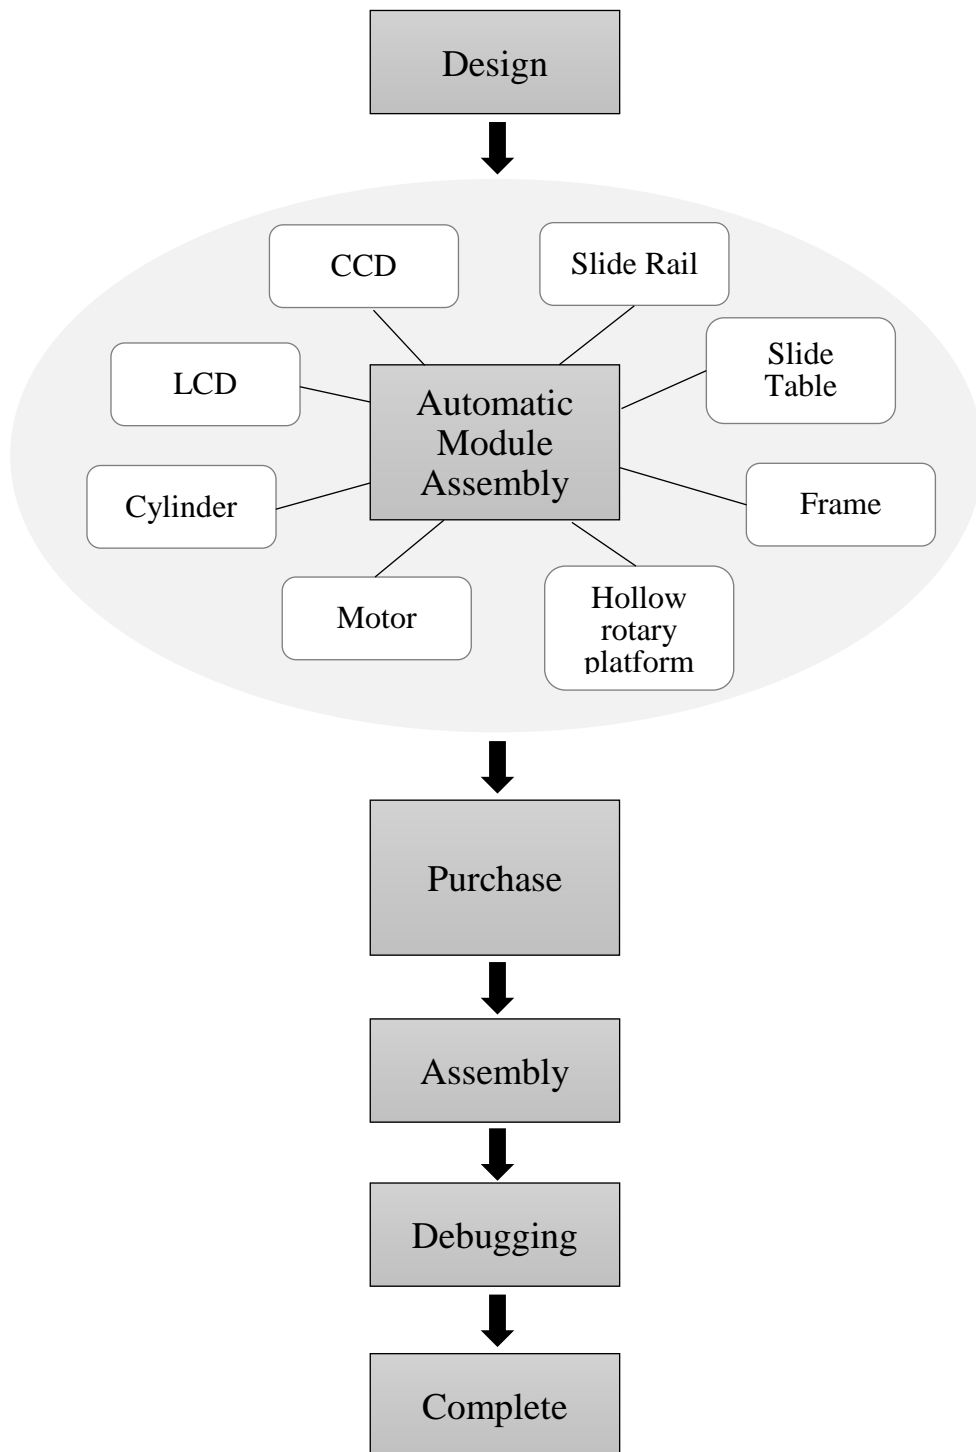 Design
CCD
Slide Rail
LCD
Slide
Table
Automatic
Module
Assembly
Cylinder
Frame
Motor
Hollow
rotary
platform
Purchase
Assembly
Debugging
Complete